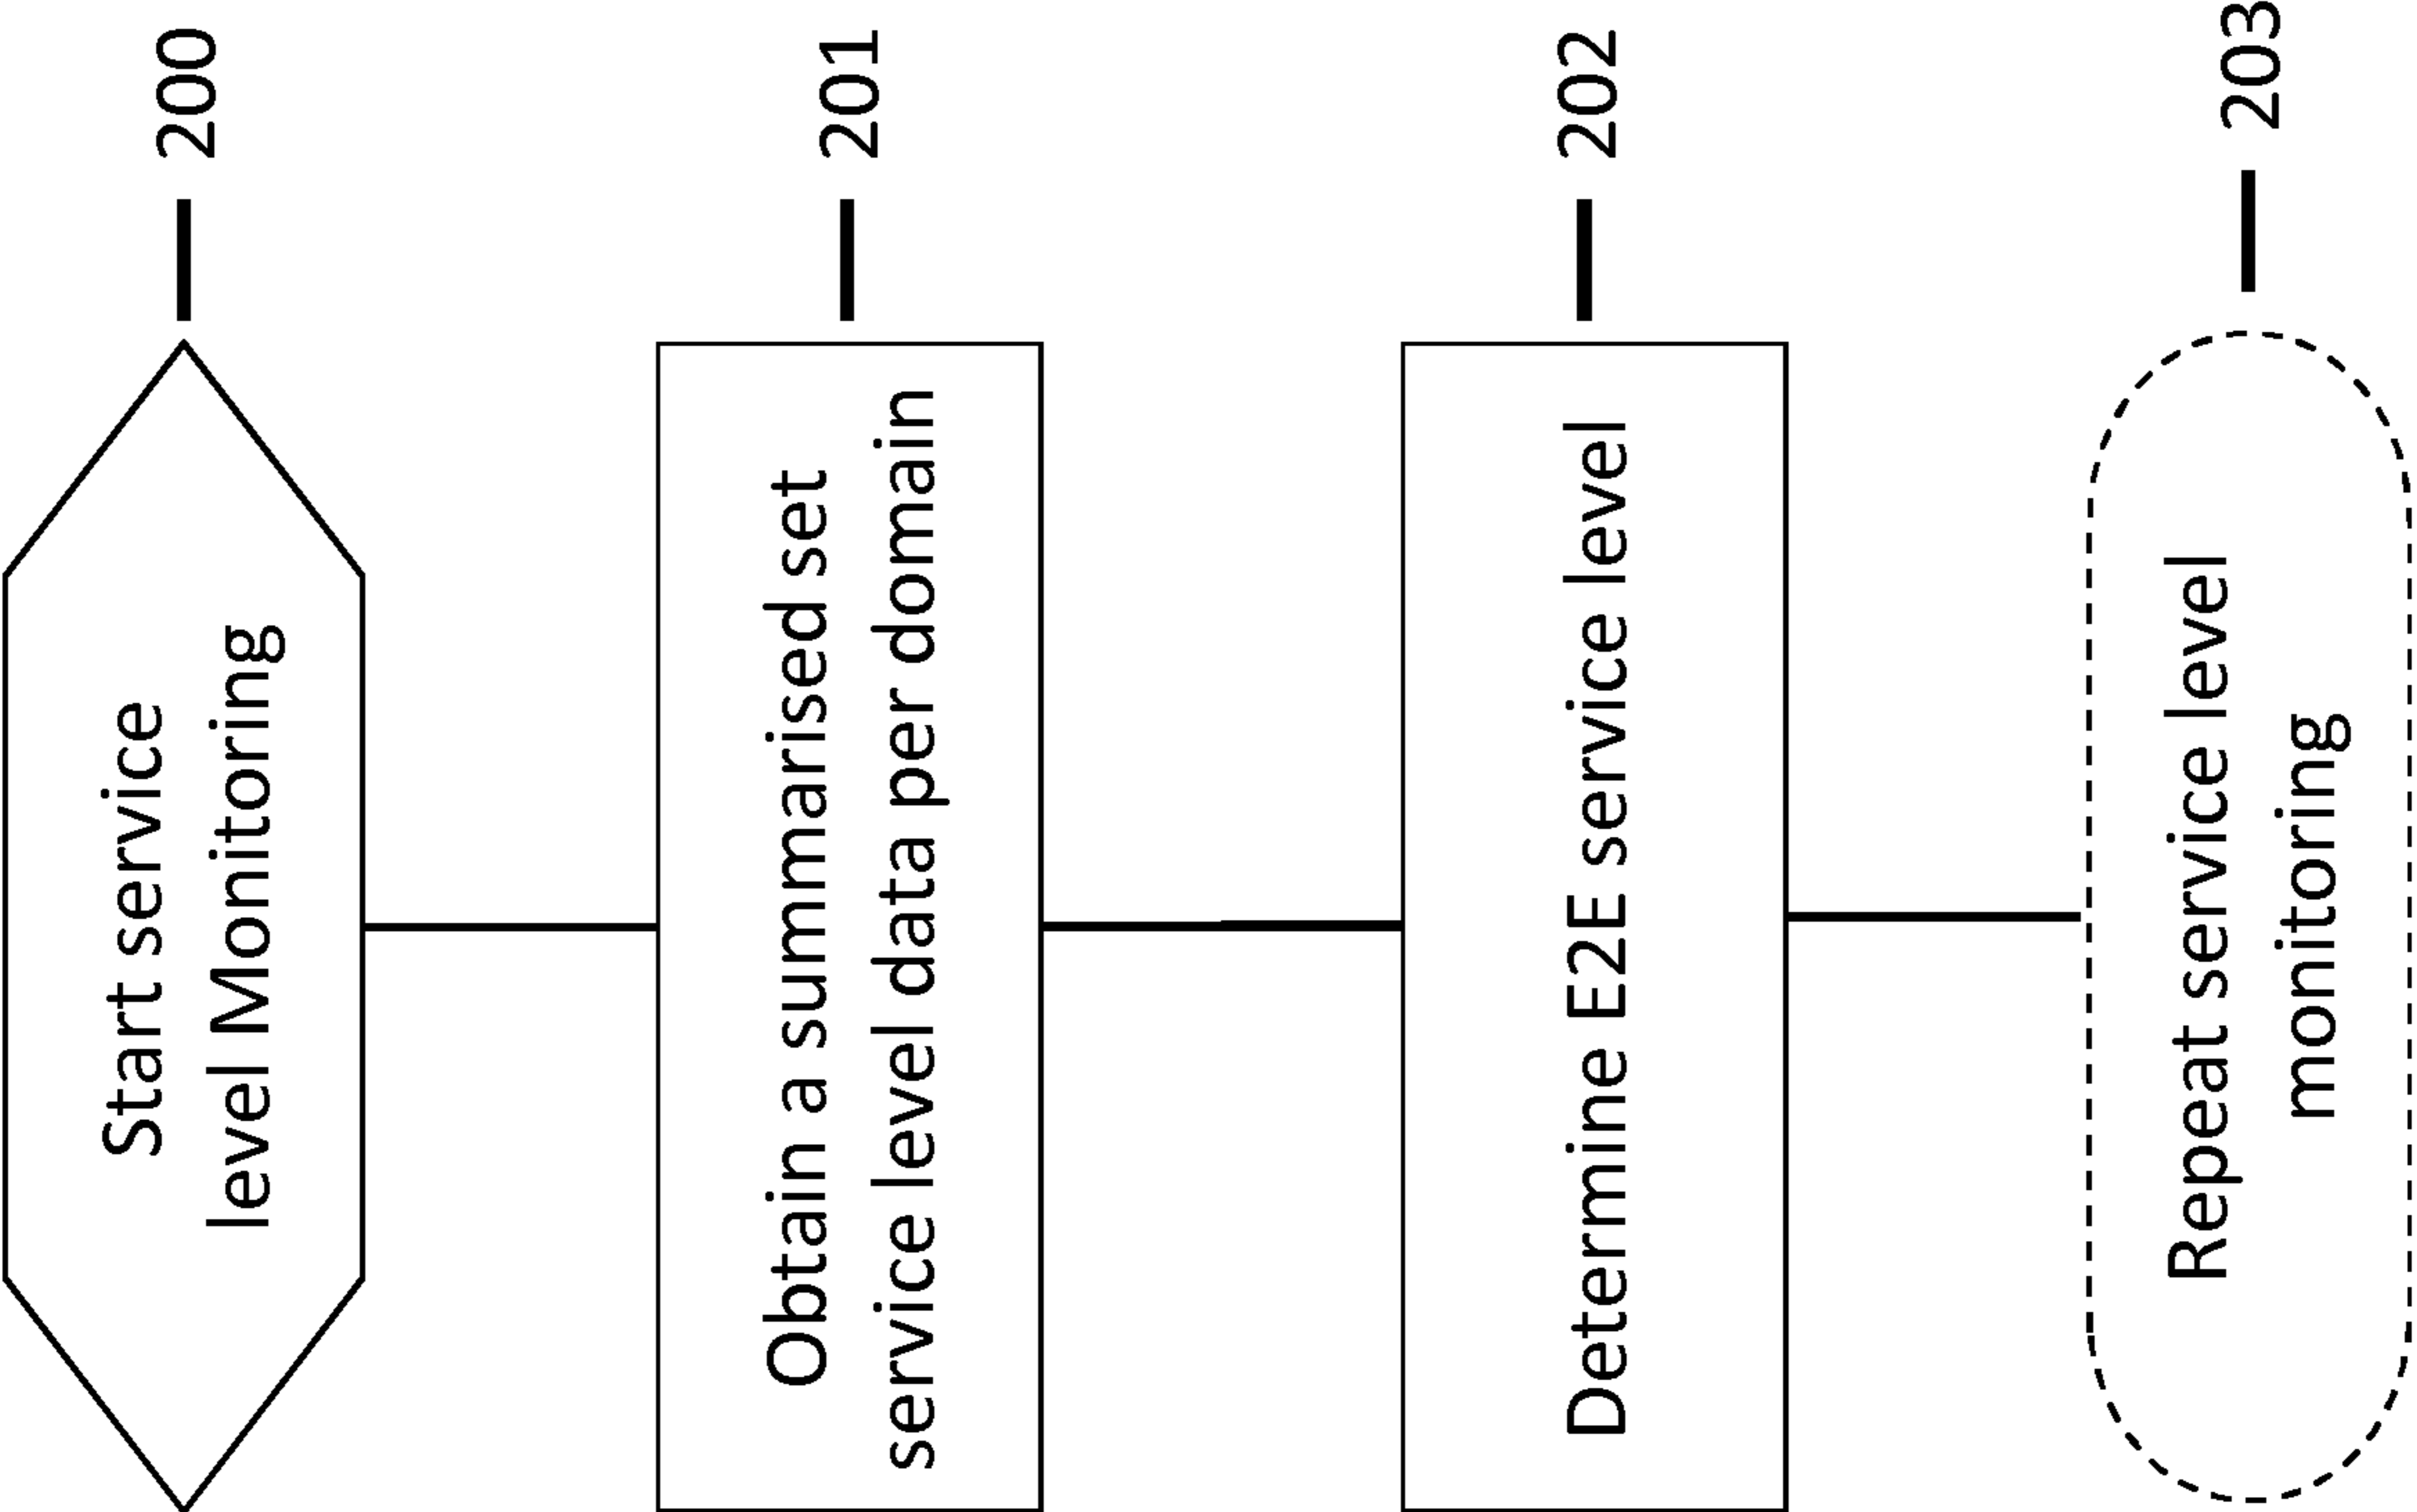 Start service
level Monitoring
200
Obtain a summarised set
service level data per domain
201
Determine E2E service level
202
Repeat service level
monitoring
203